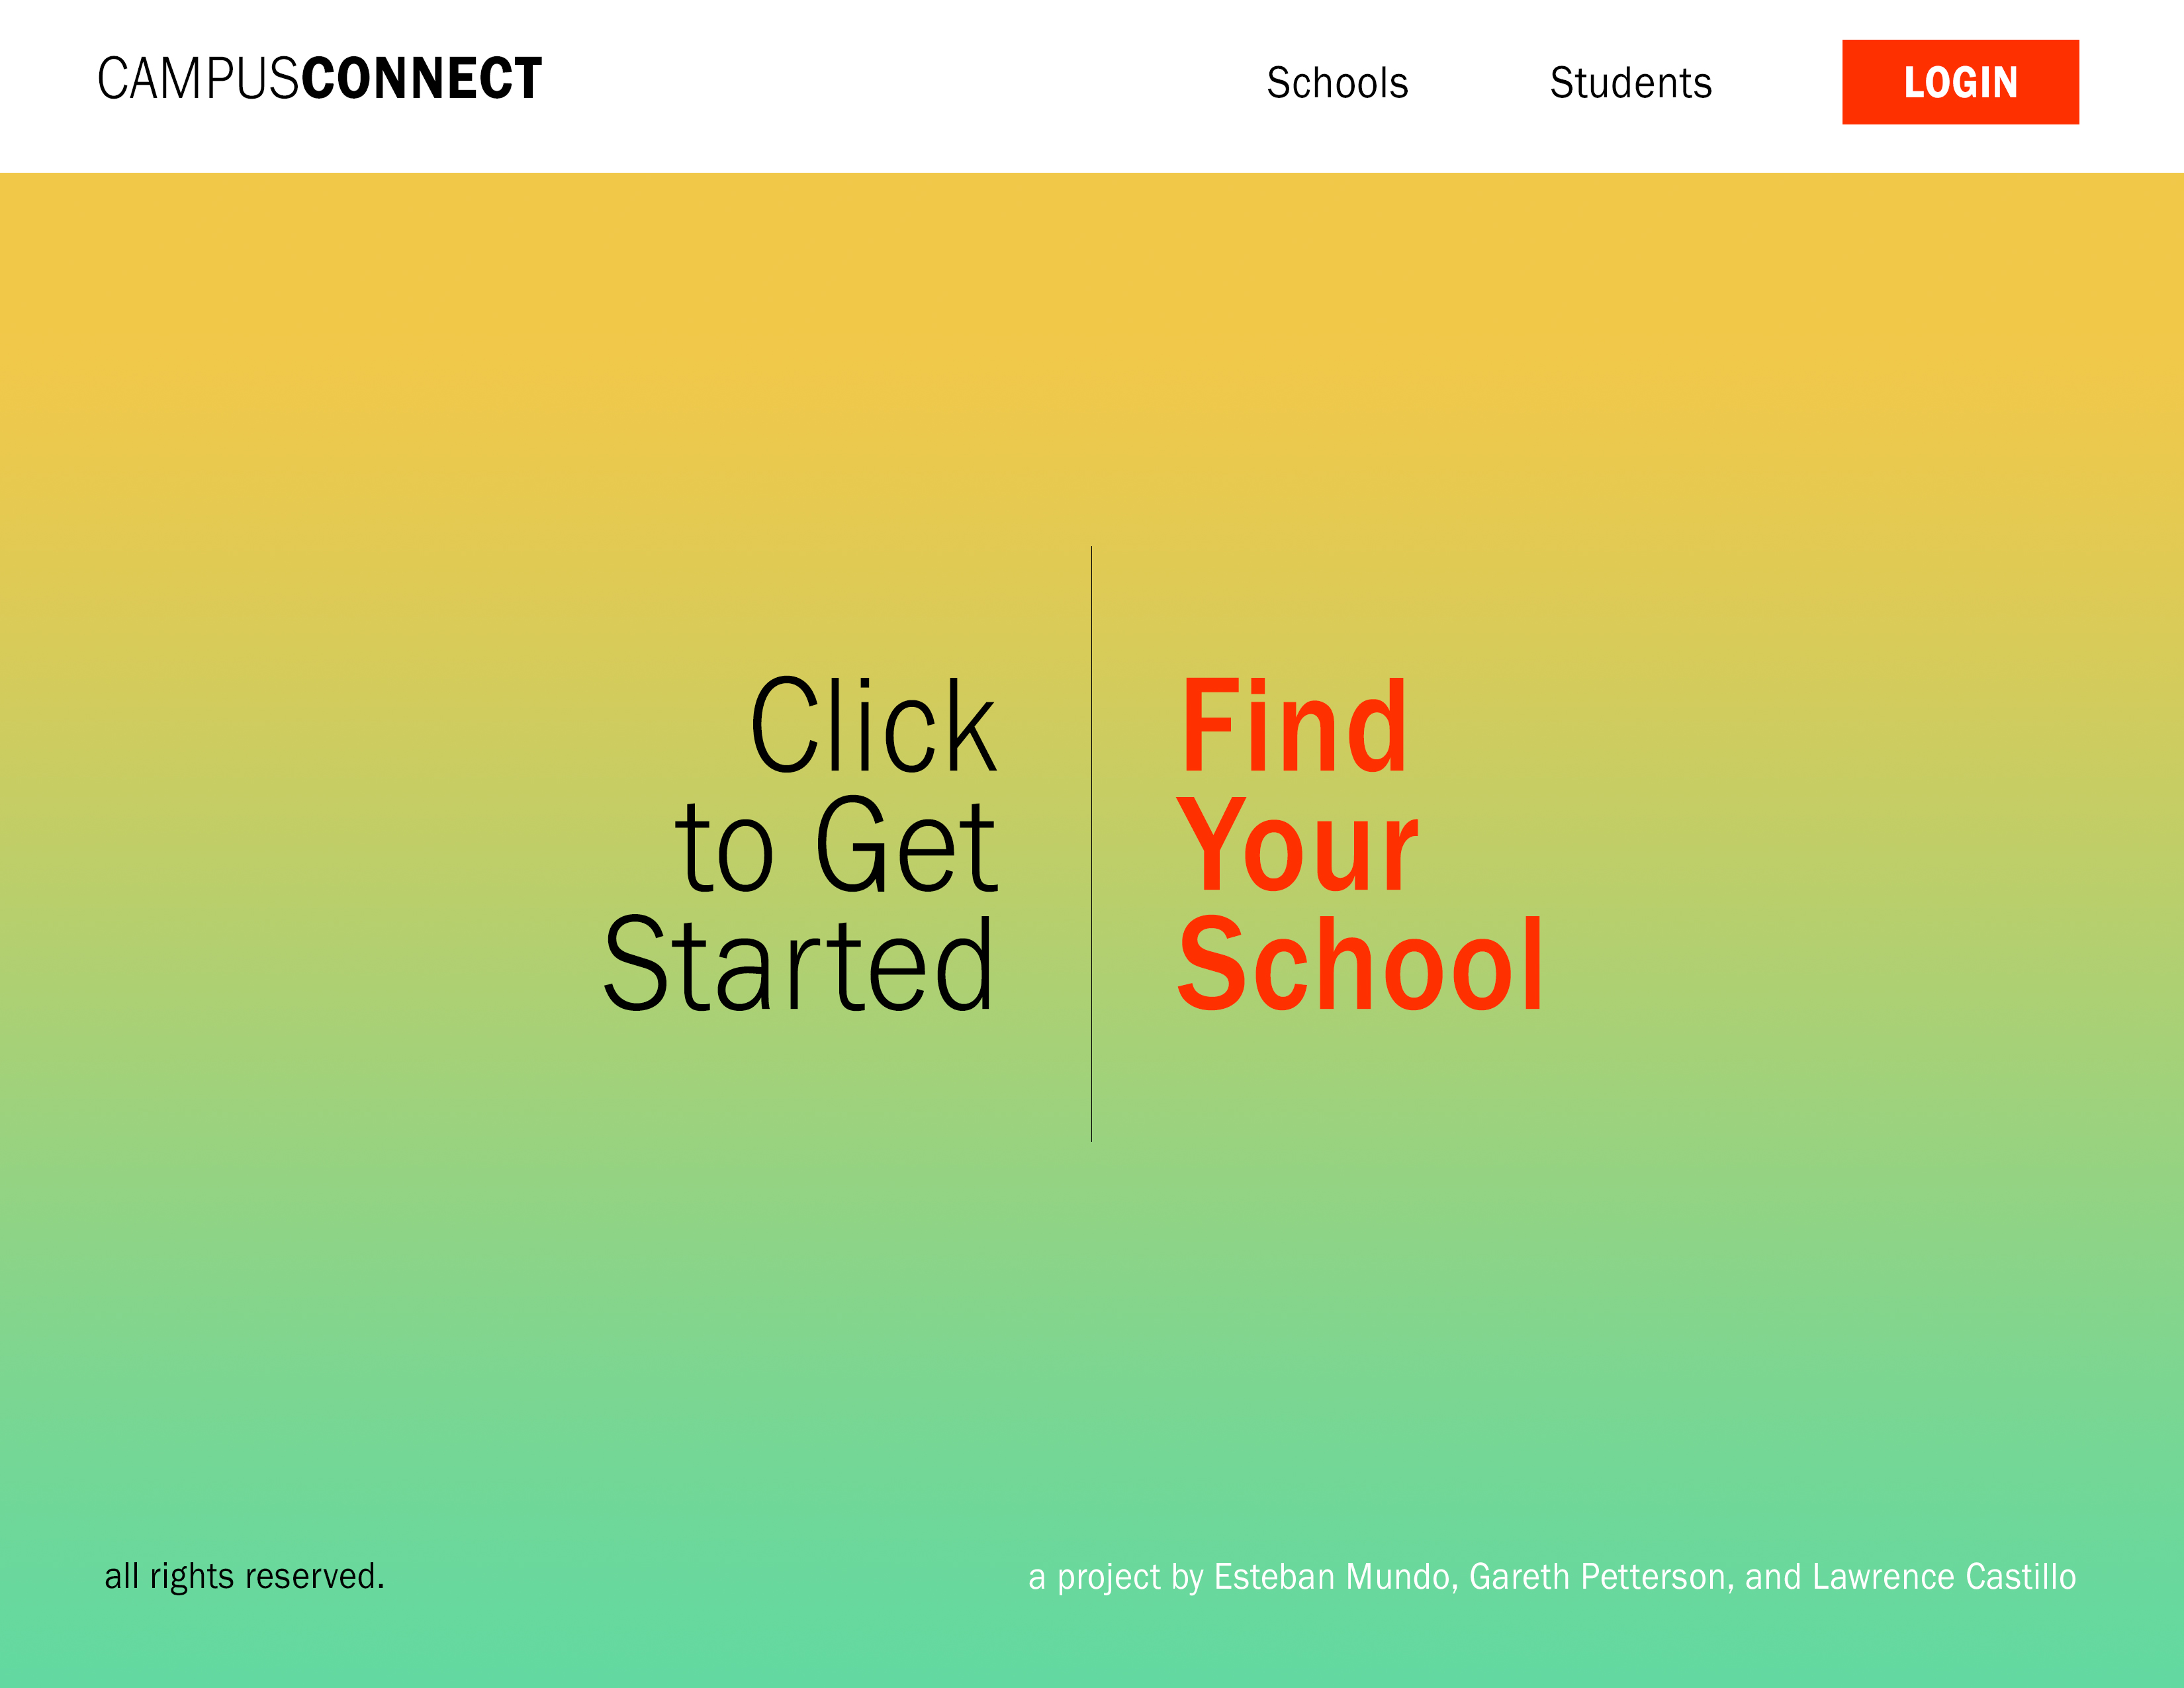 CAMPUSCONNECT
Schools
Students
LOGIN
Click
to Get
Started
Find
Your
School
all rights reserved.
a project by Esteban Mundo, Gareth Petterson, and Lawrence Castillo